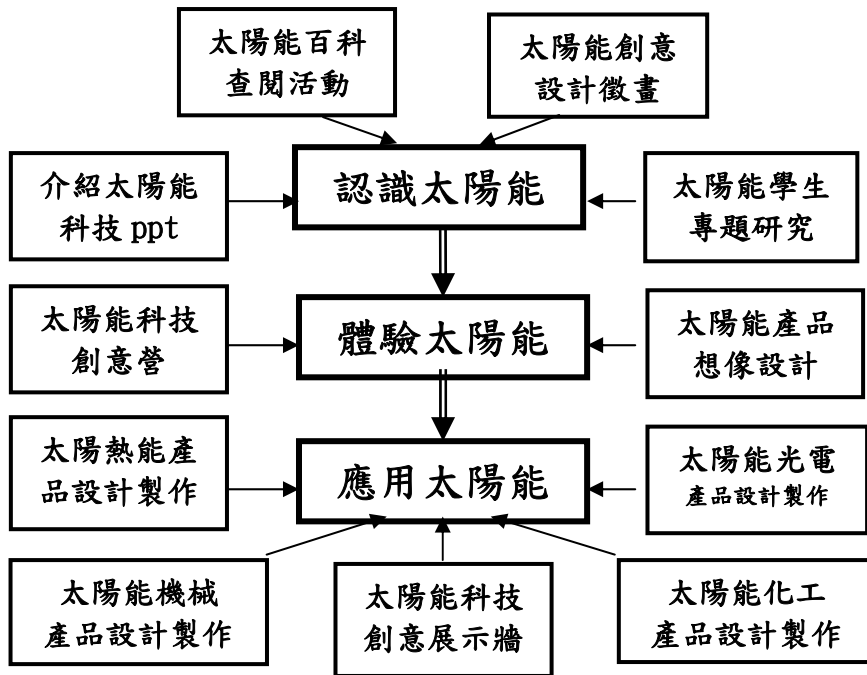 太陽能百科
查閱活動
太陽能創意
設計徵畫
介紹太陽能
科技 ppt
認識太陽能
太陽能學生
專題研究
太陽能科技
創意營
體驗太陽能
太陽能產品
想像設計
太陽熱能產
品設計製作
應用太陽能
太陽能光電
產品設計製作
太陽能機械
產品設計製作
太陽能科技
創意展示牆
太陽能化工
產品設計製作